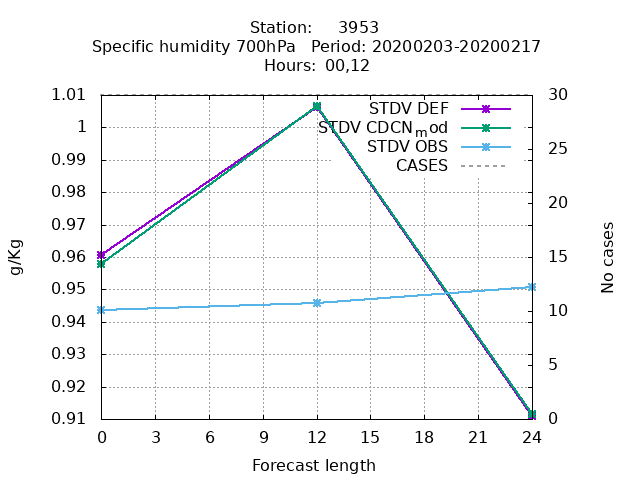 Station: 3953
Specific humidity 700hPa Period: 20200203-20200217
Hours: 00,12
1.01
1
0.99
0.98
0.97
0.96
0.95
0.94
0.93
0.92
0.91
30
25
20
15
10
5
0
STDV DEF
STDV CDCNmod
STDV OBS
CASES
g/Kg
No cases
0 3 6 9 12 15 18 21 24
Forecast length